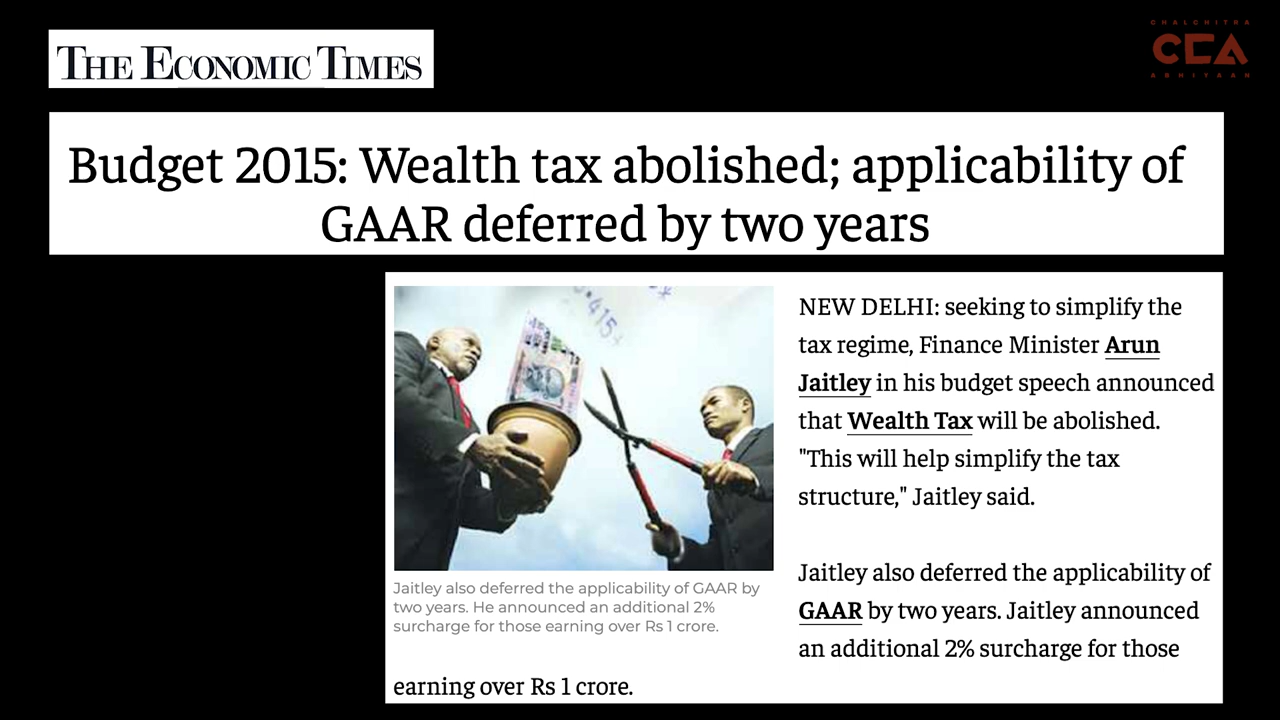 THE ECONOMIC TIMES
CHALCHITRA
CCA
ABHIYAAN
Budget 2015: Wealth tax abolished; applicability of
GAAR deferred by two years
NEW DELHI: seeking to simplify the
tax regime, Finance Minister Arun
Jaitley in his budget speech announced
that Wealth Tax will be abolished.
"This will help simplify the tax
structure," Jaitley said.
Jaitley also deferred the applicability of
GAAR by two years. Jaitley announced
an additional 2% surcharge for those
earning over Rs 1 crore.
Jaitley also deferred the applicability of GAAR by
two years. He announced an additional 2%
surcharge for those earning over Rs 1 crore.